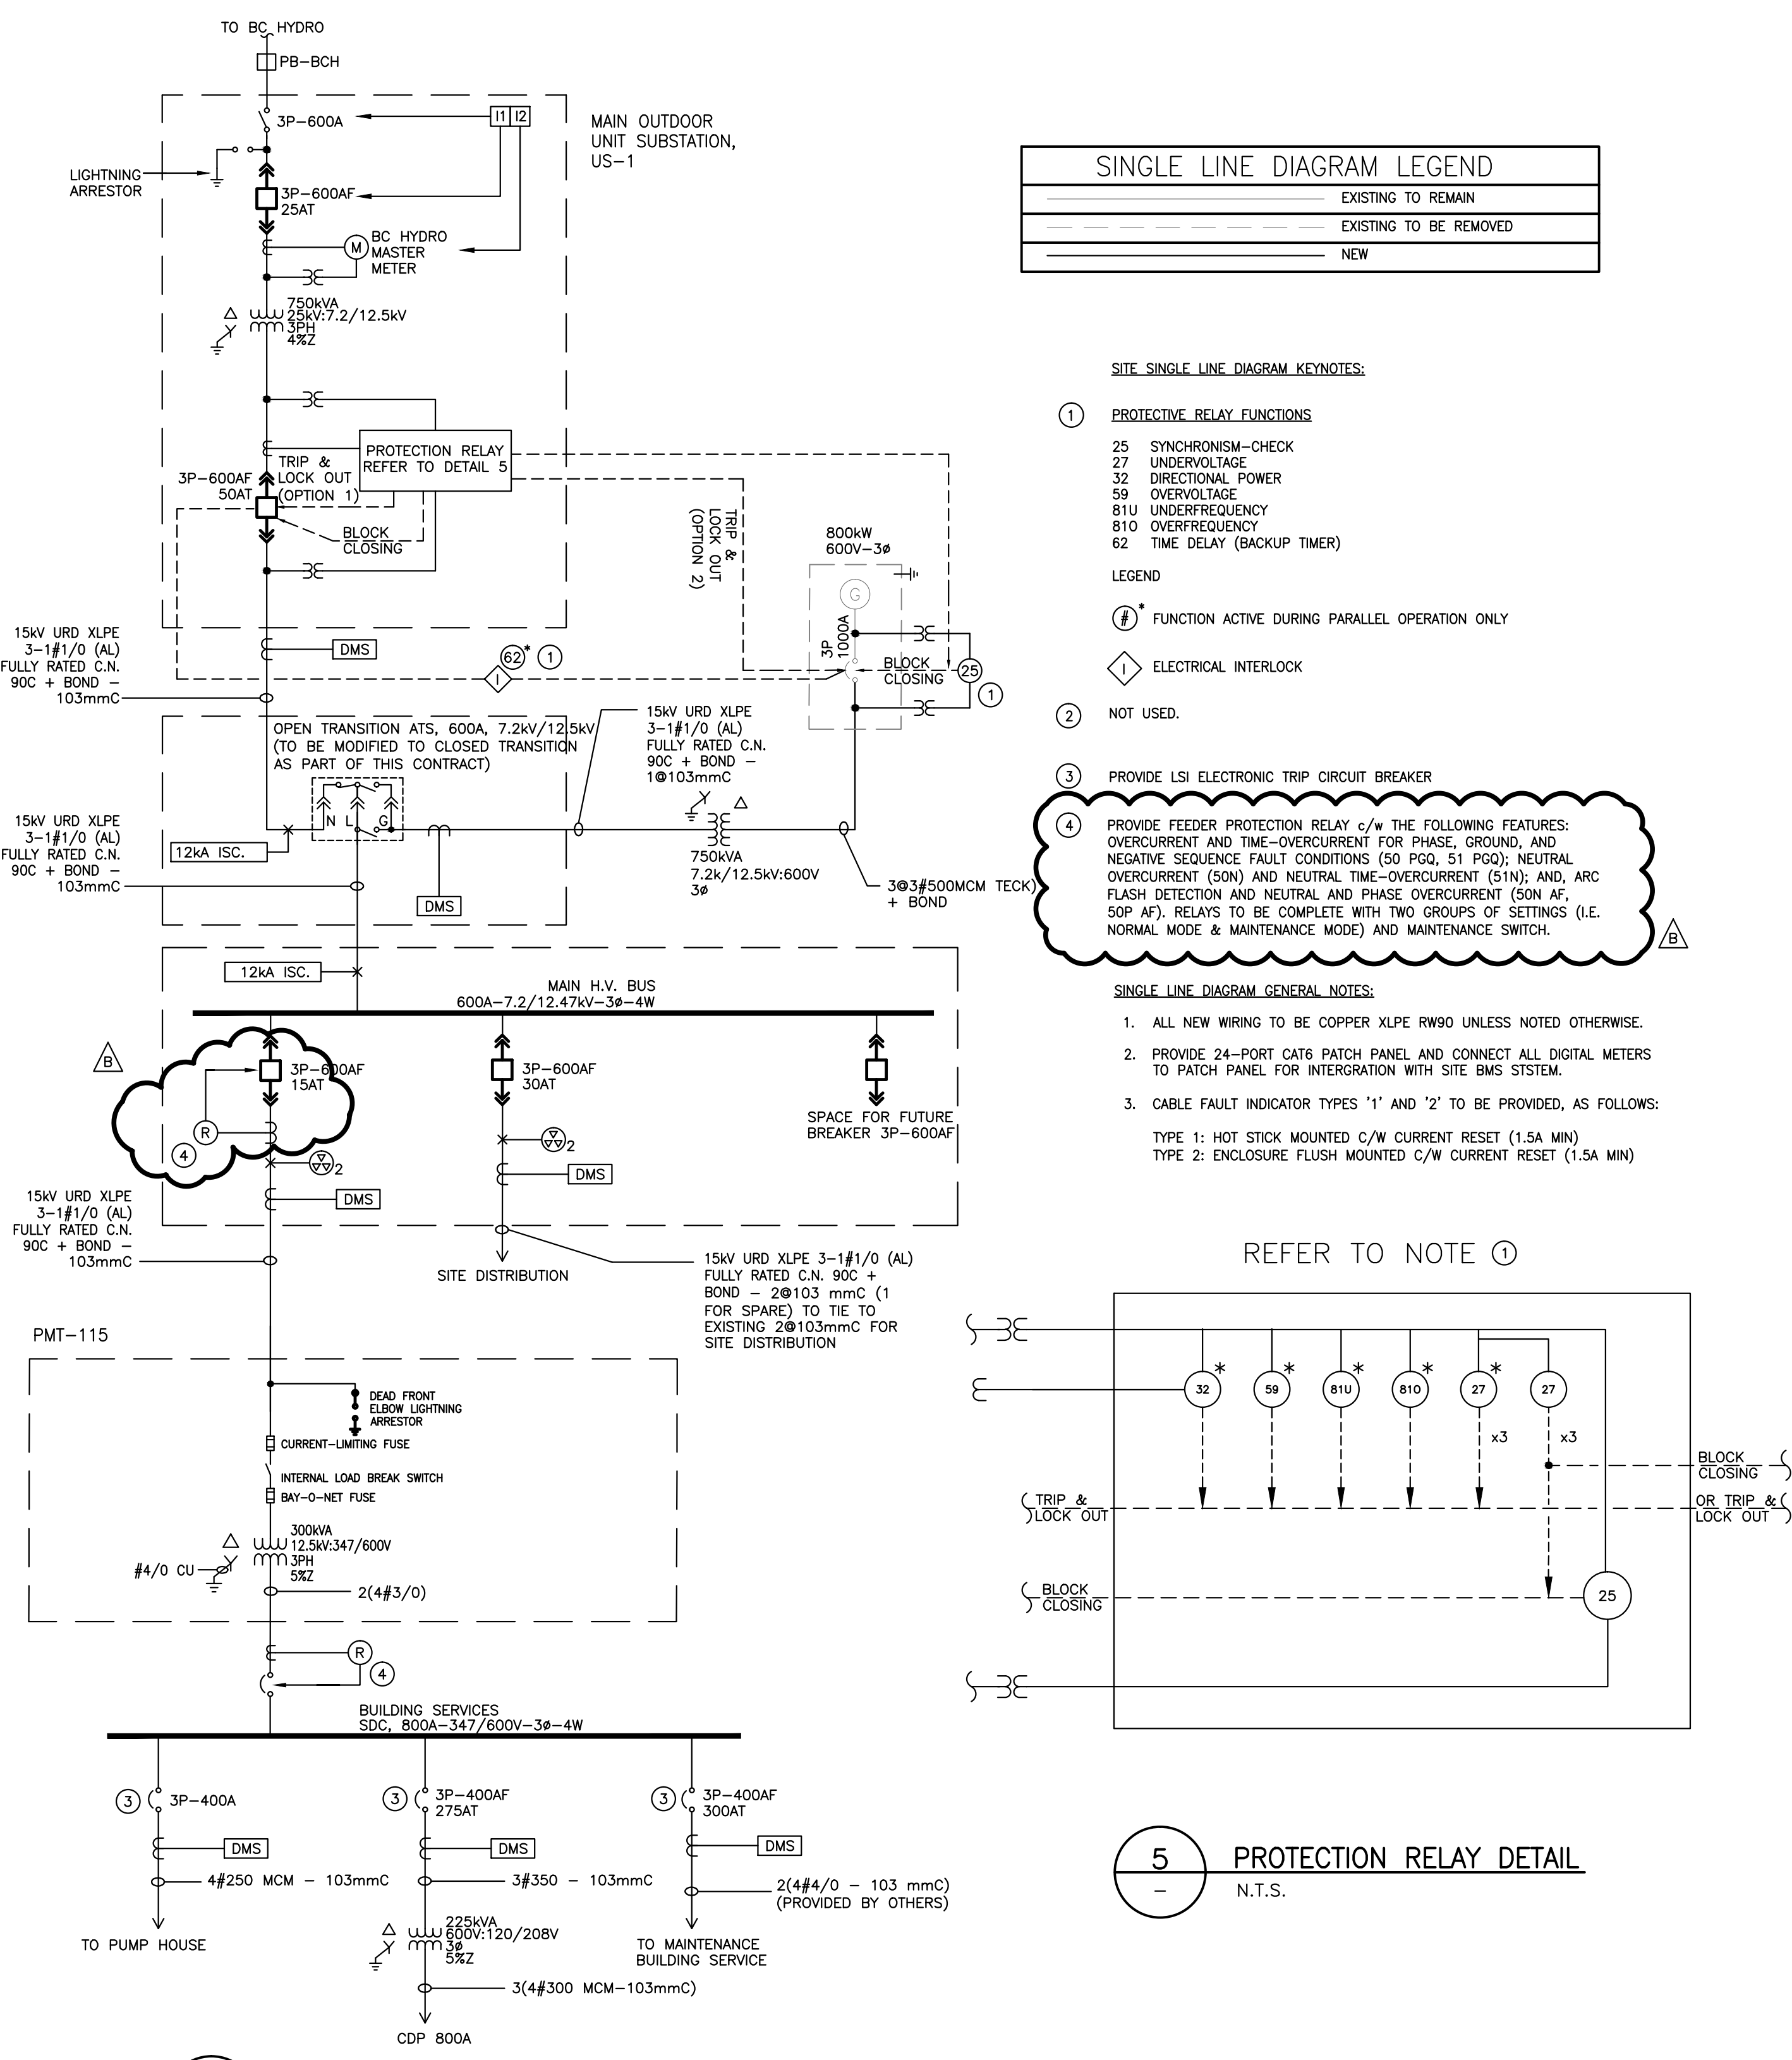 TO BC HYDRO
PB-BCH
3P-600A
I1 I2
MAIN OUTDOOR
UNIT SUBSTATION,
US-1
LIGHTNING
ARRESTOR
3P-600AF
25AT
M
BC HYDRO
MASTER
METER
750kVA
25kV:7.2/12.5kV
3PH
4%Z
PROTECTION RELAY
REFER TO DETAIL 5
3P-600AF
50AT
TRIP &
LOCK OUT
(OPTION 1)
BLOCK
CLOSING
TRIP &
LOCK OUT
(OPTION 2)
800kW
600V-3ø
G
3P
1000A
BLOCK
CLOSING
25
1
15kV URD XLPE
3-1#1/0 (AL)
FULLY RATED C.N.
90C + BOND -
103mmC
DMS
62* 1
I
OPEN TRANSITION ATS, 600A, 7.2kV/12.5kV
(TO BE MODIFIED TO CLOSED TRANSITION
AS PART OF THIS CONTRACT)
15kV URD XLPE
3-1#1/0 (AL)
FULLY RATED C.N.
90C + BOND -
1@103mmC
N L G
15kV URD XLPE
3-1#1/0 (AL)
FULLY RATED C.N.
90C + BOND -
103mmC
12kA ISC.
DMS
750kVA
7.2k/12.5kV:600V
3ø
3@3#500MCM TECK)
+ BOND
12kA ISC.
MAIN H.V. BUS
600A-7.2/12.47kV-3ø-4W
B
3P-600AF
15AT
R
4
2
DMS
3P-600AF
30AT
2
DMS
SPACE FOR FUTURE
BREAKER 3P-600AF
15kV URD XLPE
3-1#1/0 (AL)
FULLY RATED C.N.
90C + BOND -
103mmC
SITE DISTRIBUTION
15kV URD XLPE 3-1#1/0 (AL)
FULLY RATED C.N. 90C +
BOND - 2@103 mmC (1
FOR SPARE) TO TIE TO
EXISTING 2@103mmC FOR
SITE DISTRIBUTION
PMT-115
DEAD FRONT
ELBOW LIGHTNING
ARRESTOR
CURRENT-LIMITING FUSE
INTERNAL LOAD BREAK SWITCH
BAY-O-NET FUSE
300kVA
12.5kV:347/600V
3PH
5%Z
#4/0 CU
2(4#3/0)
R
4
BUILDING SERVICES
SDC, 800A-347/600V-3ø-4W
3
3P-400A
DMS
4#250 MCM - 103mmC
TO PUMP HOUSE
3
3P-400AF
275AT
DMS
3#350 - 103mmC
225kVA
600V:120/208V
3ø
5%Z
3(4#300 MCM-103mmC)
CDP 800A
3
3P-400AF
300AT
DMS
2(4#4/0 - 103 mmC)
(PROVIDED BY OTHERS)
TO MAINTENANCE
BUILDING SERVICE
SINGLE LINE DIAGRAM LEGEND
EXISTING TO REMAIN
EXISTING TO BE REMOVED
NEW
SITE SINGLE LINE DIAGRAM KEYNOTES:
1 PROTECTIVE RELAY FUNCTIONS
25 SYNCHRONISM-CHECK
27 UNDERVOLTAGE
32 DIRECTIONAL POWER
59 OVERVOLTAGE
81U UNDERFREQUENCY
81O OVERFREQUENCY
62 TIME DELAY (BACKUP TIMER)
LEGEND
#* FUNCTION ACTIVE DURING PARALLEL OPERATION ONLY
I ELECTRICAL INTERLOCK
2 NOT USED.
3 PROVIDE LSI ELECTRONIC TRIP CIRCUIT BREAKER
4 PROVIDE FEEDER PROTECTION RELAY c/w THE FOLLOWING FEATURES:
OVERCURRENT AND TIME-OVERCURRENT FOR PHASE, GROUND, AND
NEGATIVE SEQUENCE FAULT CONDITIONS (50 PGQ, 51 PGQ); NEUTRAL
OVERCURRENT (50N) AND NEUTRAL TIME-OVERCURRENT (51N); AND, ARC
FLASH DETECTION AND NEUTRAL AND PHASE OVERCURRENT (50N AF,
50P AF). RELAYS TO BE COMPLETE WITH TWO GROUPS OF SETTINGS (I.E.
NORMAL MODE & MAINTENANCE MODE) AND MAINTENANCE SWITCH.
B
SINGLE LINE DIAGRAM GENERAL NOTES:
1. ALL NEW WIRING TO BE COPPER XLPE RW90 UNLESS NOTED OTHERWISE.
2. PROVIDE 24-PORT CAT6 PATCH PANEL AND CONNECT ALL DIGITAL METERS
TO PATCH PANEL FOR INTERGRATION WITH SITE BMS STSTEM.
3. CABLE FAULT INDICATOR TYPES '1' AND '2' TO BE PROVIDED, AS FOLLOWS:
TYPE 1: HOT STICK MOUNTED C/W CURRENT RESET (1.5A MIN)
TYPE 2: ENCLOSURE FLUSH MOUNTED C/W CURRENT RESET (1.5A MIN)
REFER TO NOTE 1
32* 59* 81U* 81O* 27* 27
x3 x3
BLOCK
CLOSING
TRIP &
LOCK OUT
OR TRIP &
LOCK OUT
BLOCK
CLOSING
25
5
-
PROTECTION RELAY DETAIL
N.T.S.